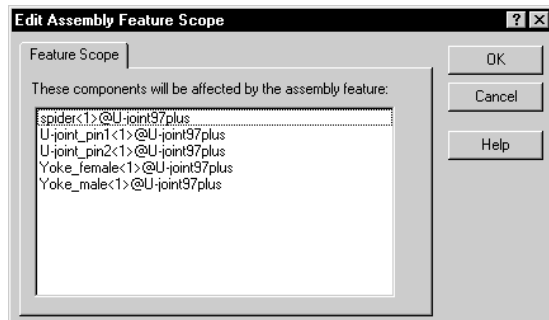 Edit Assembly Feature Scope
Feature Scope
OK
These components will be affected by the assembly feature:
Cancel
spider<1>@U-joint97plus
U-joint_pin1<1>@U-joint97plus
U-joint_pin2<1>@U-joint97plus
Help
Yoke_female<1>@U-joint97plus
Yoke_male<1>@U-joint97plus